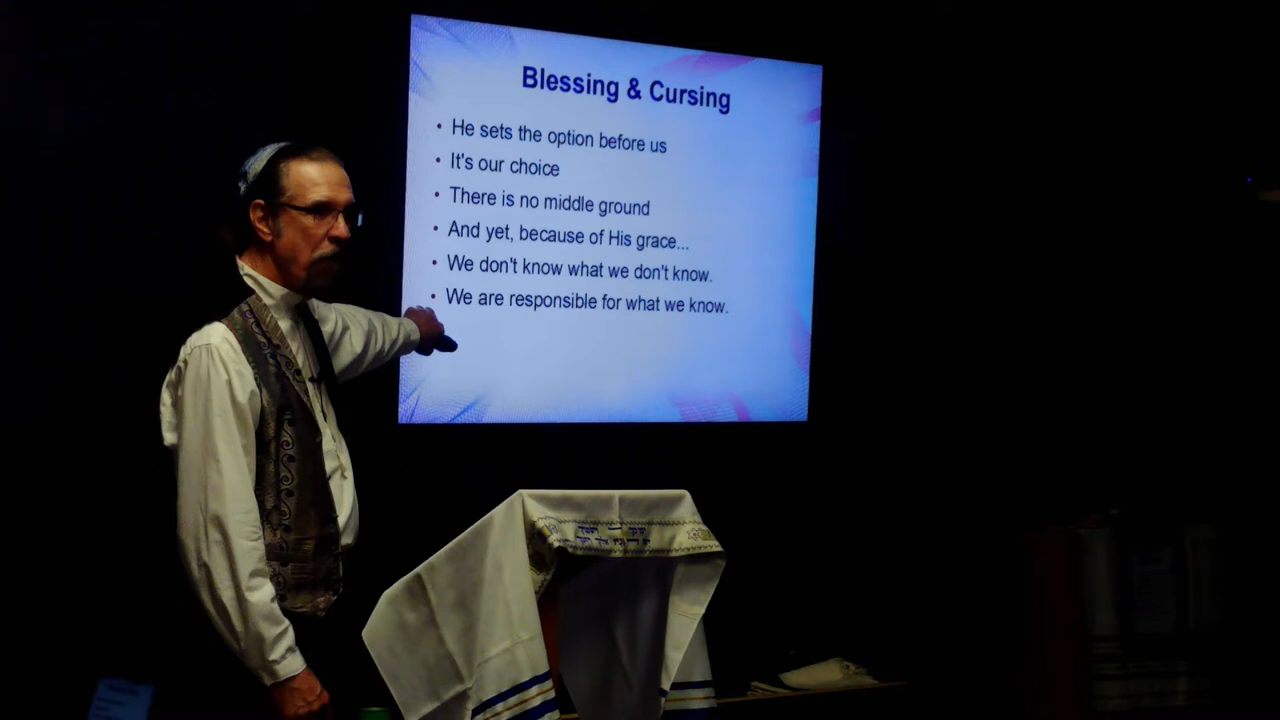 Blessing & Cursing
• He sets the option before us
• It's our choice
• There is no middle ground
• And yet, because of His grace...
• We don't know what we don't know.
• We are responsible for what we know.